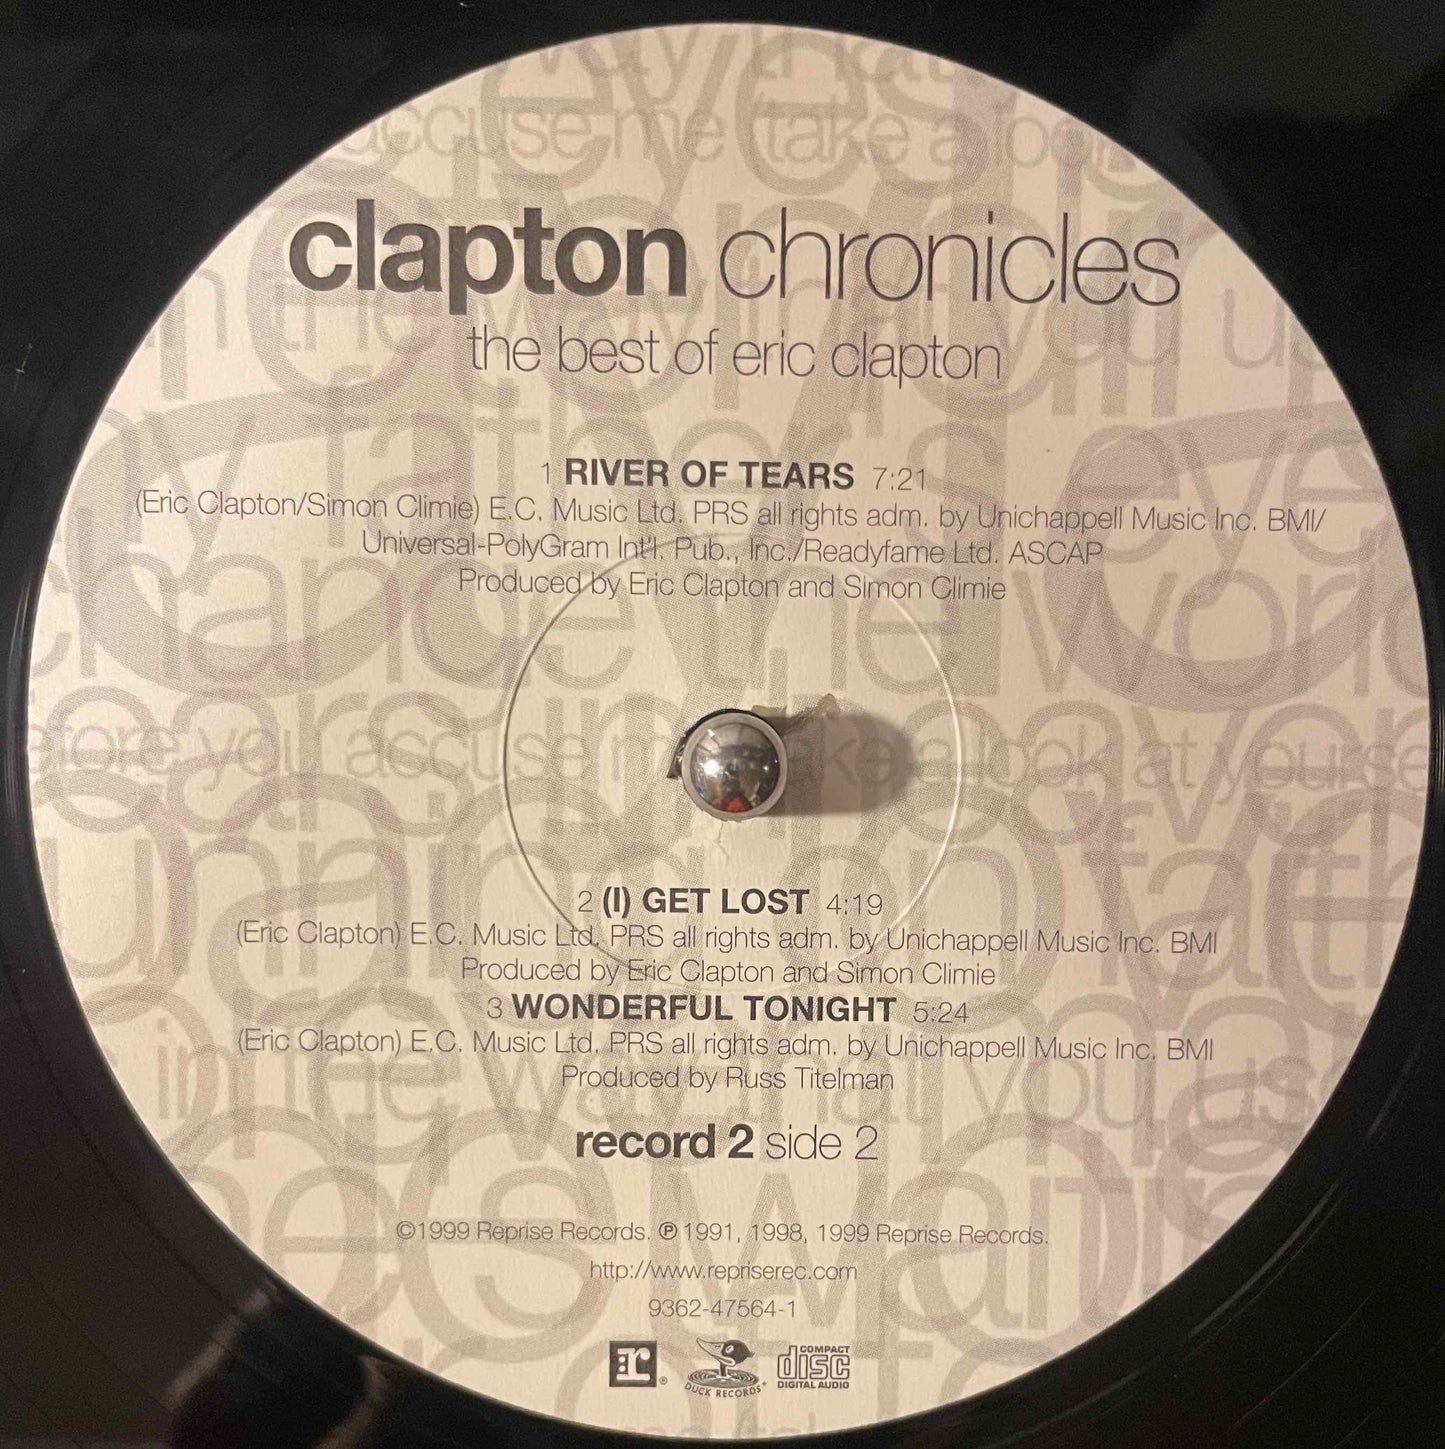 clapton chronicles
the best of eric clapton
1 RIVER OF TEARS 7:21
(Eric Clapton/Simon Climie) E.C. Music Ltd. PRS all rights adm. by Unichappell Music Inc. BMI/
Universal-PolyGram Int'l. Pub., Inc./Readyfame Ltd. ASCAP
Produced by Eric Clapton and Simon Climie
2 (I) GET LOST 4:19
(Eric Clapton) E.C. Music Ltd. PRS all rights adm. by Unichappell Music Inc. BMI
Produced by Eric Clapton and Simon Climie
3 WONDERFUL TONIGHT 5:24
(Eric Clapton) E.C. Music Ltd. PRS all rights adm. by Unichappell Music Inc. BMI
Produced by Russ Titelman
record 2 side 2
©1999 Reprise Records. ℗ 1991, 1998, 1999 Reprise Records.
http://www.repriserec.com
9362-47564-1
r ® DUCK RECORDS COMPACT disc DIGITAL AUDIO